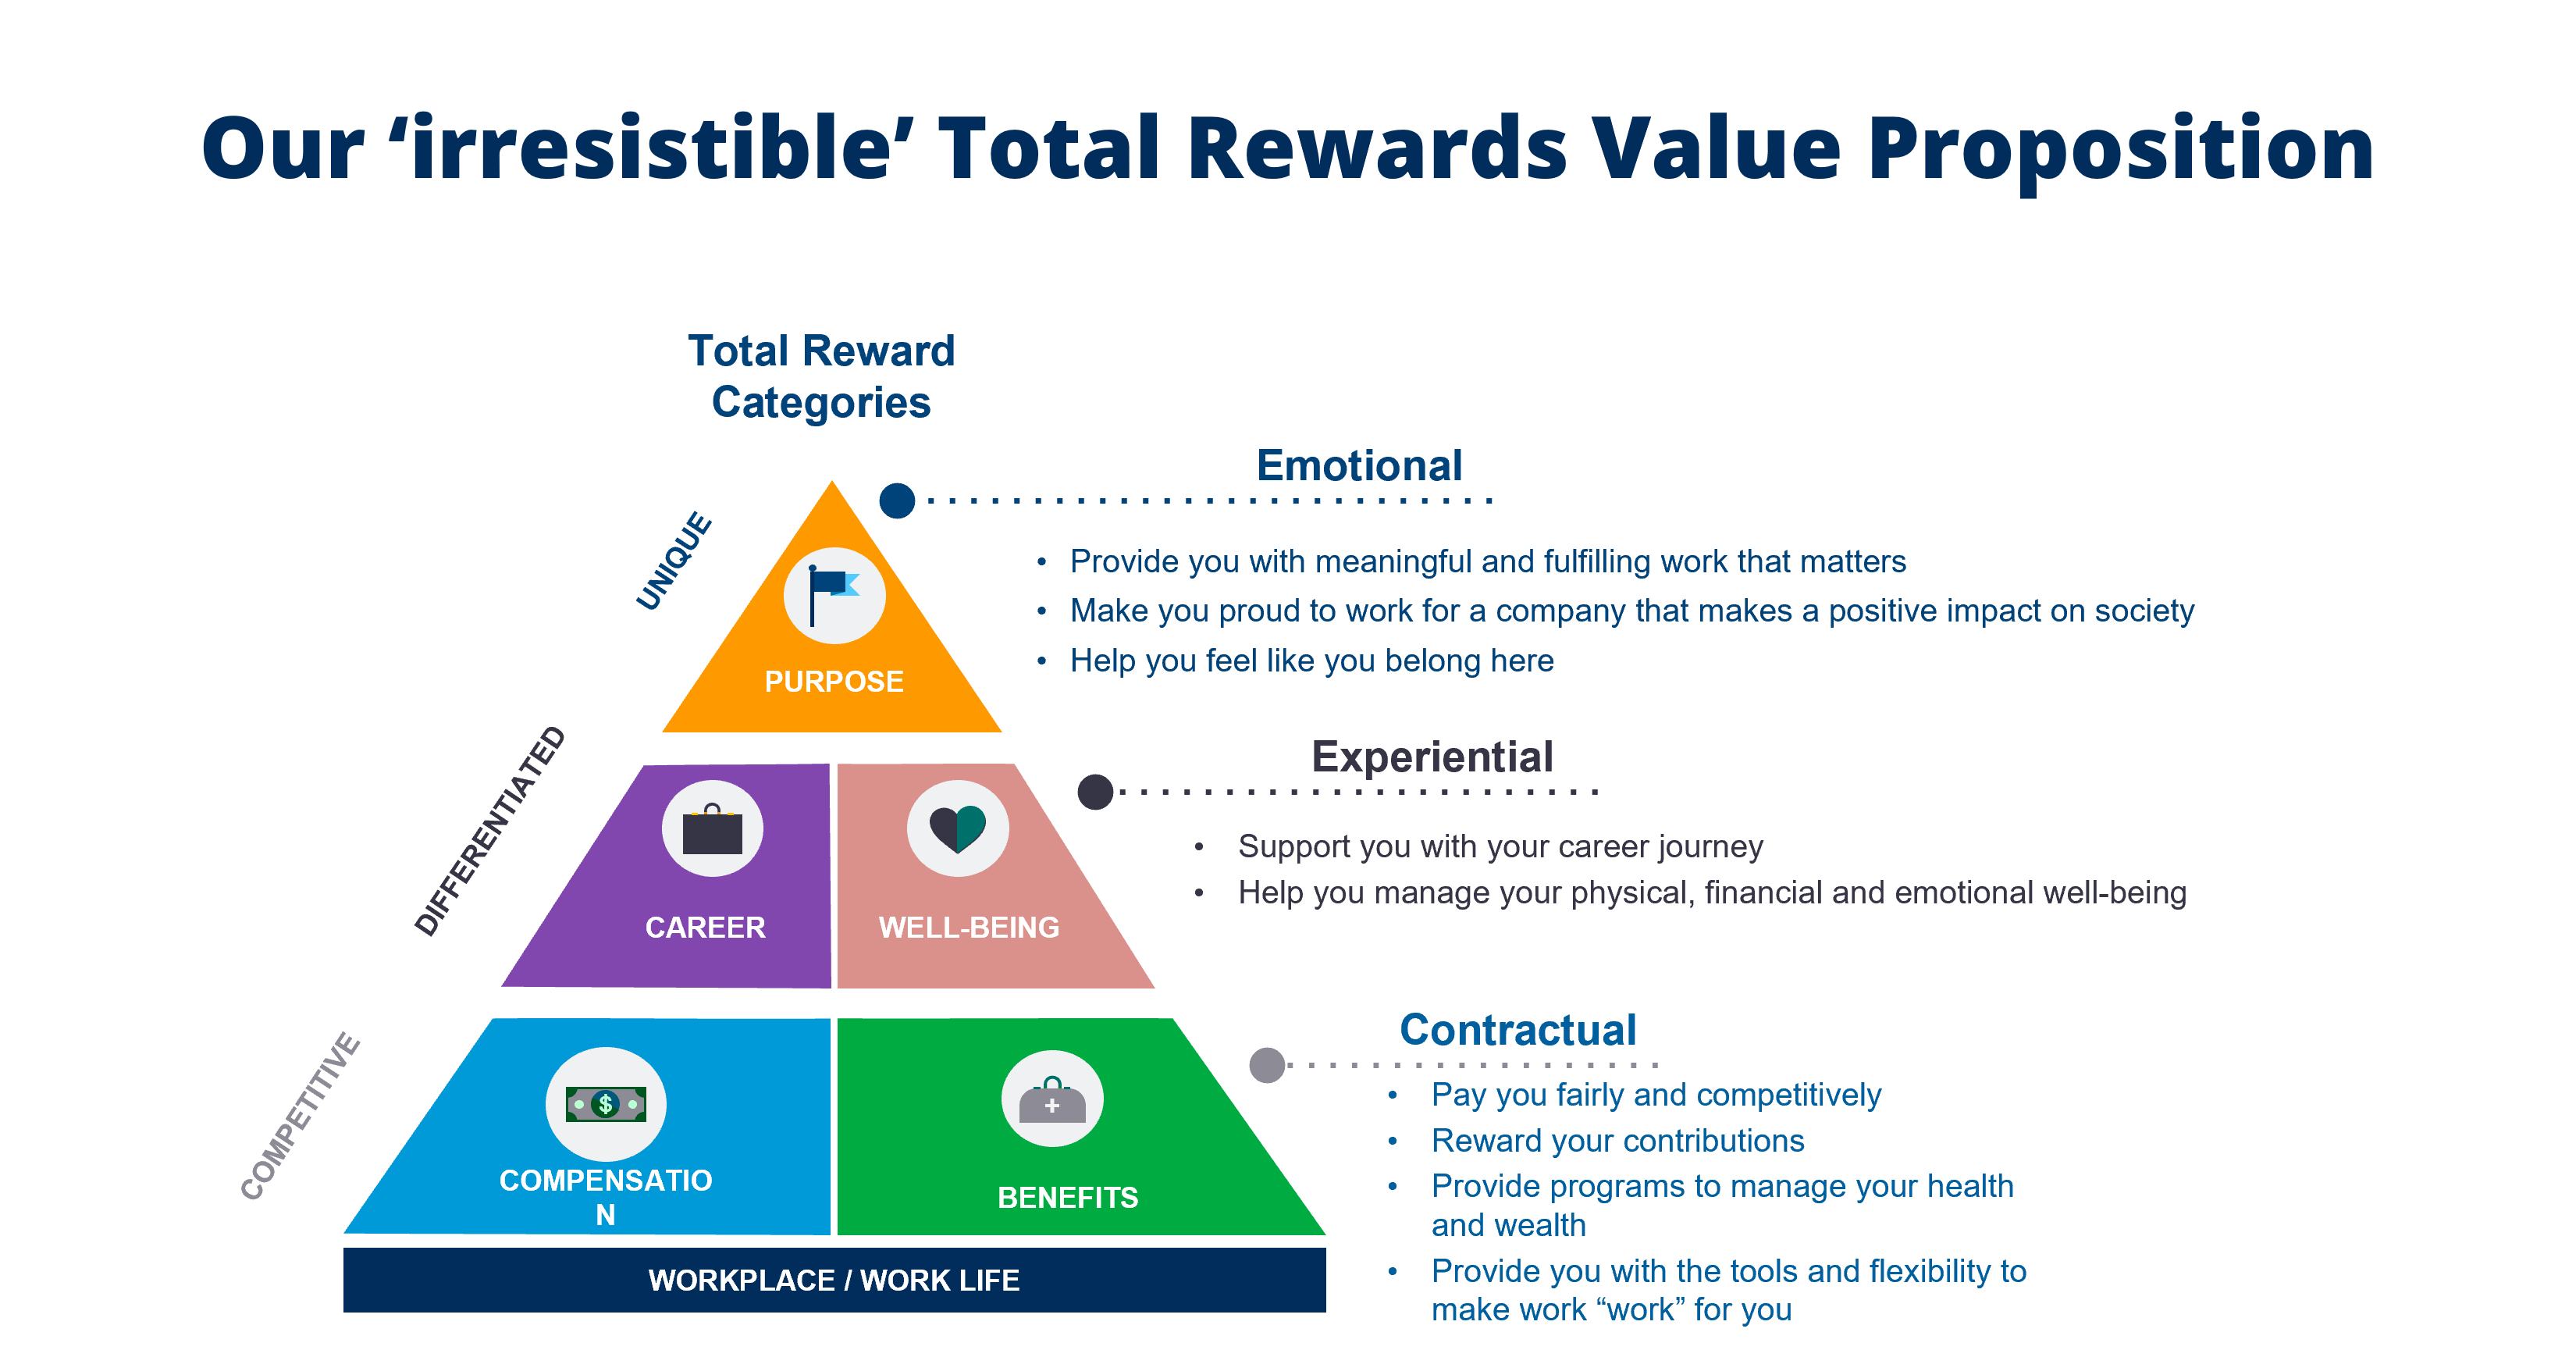 Our ‘irresistible’ Total Rewards Value Proposition
Total Reward
Categories
UNIQUE
PURPOSE
Emotional
• Provide you with meaningful and fulfilling work that matters
• Make you proud to work for a company that makes a positive impact on society
• Help you feel like you belong here
DIFFERENTIATED
CAREER
WELL-BEING
Experiential
• Support you with your career journey
• Help you manage your physical, financial and emotional well-being
COMPETITIVE
$
COMPENSATIO
N
BENEFITS
Contractual
• Pay you fairly and competitively
• Reward your contributions
• Provide programs to manage your health
and wealth
• Provide you with the tools and flexibility to
make work “work” for you
WORKPLACE / WORK LIFE